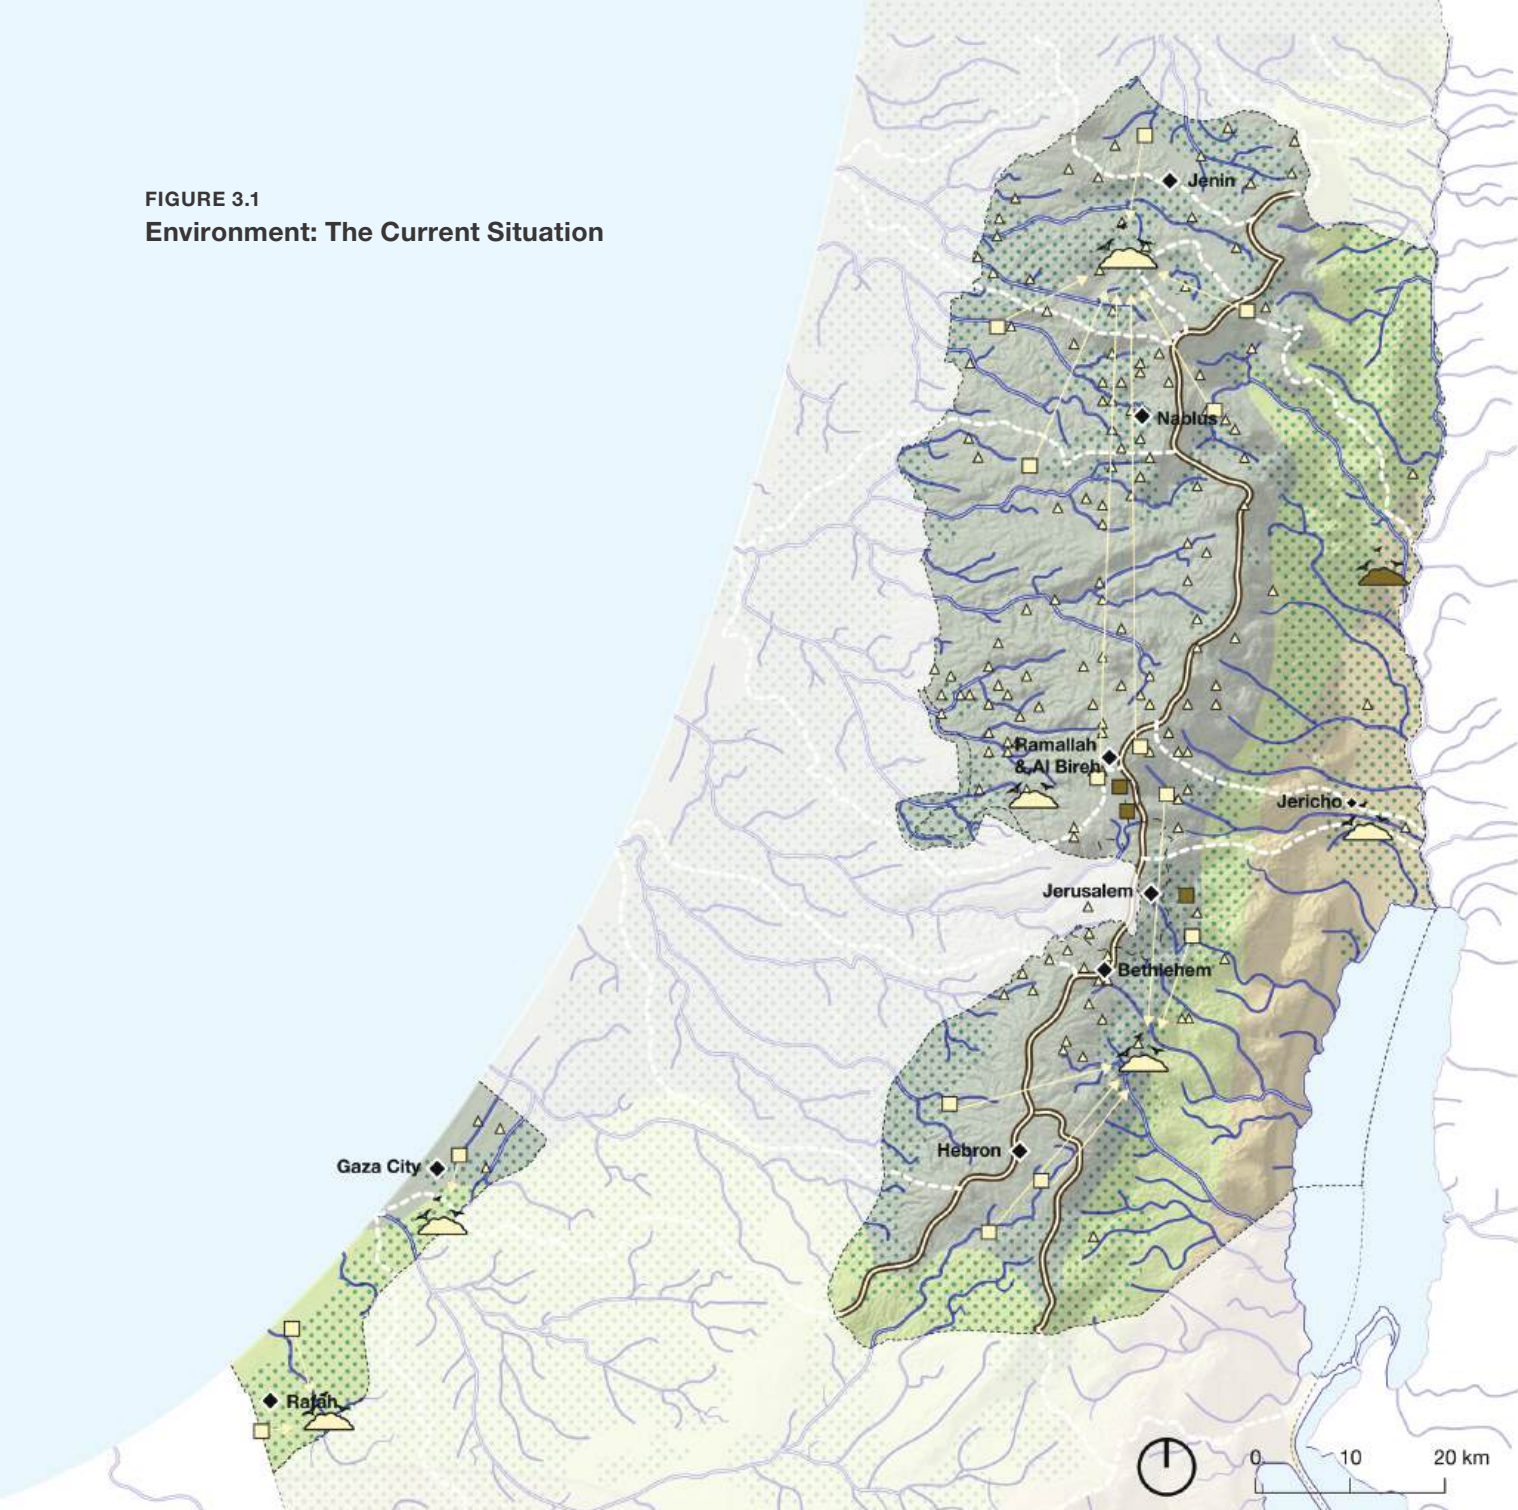 FIGURE 3.1
Environment: The Current Situation
Jenin
Nablus
Ramallah
& Al Bireh
Jericho
Jerusalem
Bethlehem
Hebron
Gaza City
Rafah
0 10 20 km